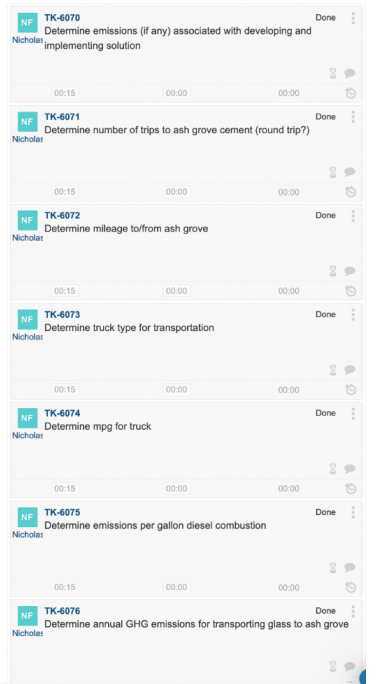 NF
TK-6070
Done
Nicholas
Determine emissions (if any) associated with developing and
implementing solution
00:15 00:00 00:00
NF
TK-6071
Done
Nicholas
Determine number of trips to ash grove cement (round trip?)
00:15 00:00 00:00
NF
TK-6072
Done
Nicholas
Determine mileage to/from ash grove
00:15 00:00 00:00
NF
TK-6073
Done
Nicholas
Determine truck type for transportation
00:15 00:00 00:00
NF
TK-6074
Done
Nicholas
Determine mpg for truck
00:15 00:00 00:00
NF
TK-6075
Done
Nicholas
Determine emissions per gallon diesel combustion
00:15 00:00 00:00
NF
TK-6076
Done
Nicholas
Determine annual GHG emissions for transporting glass to ash grove